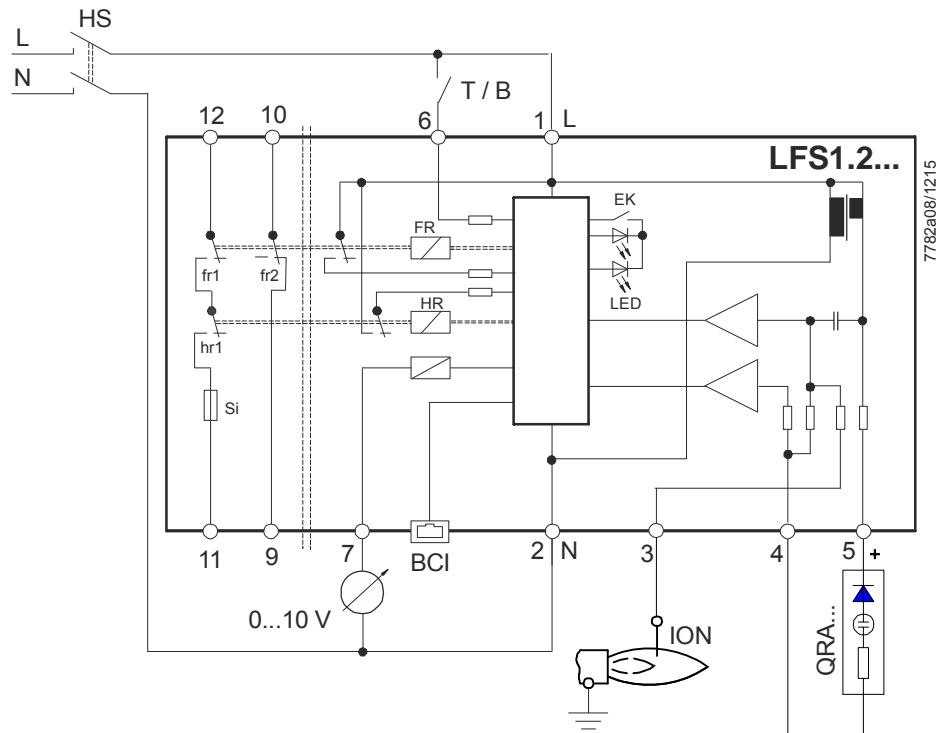 HS
L
N
T / B
12
10
6
1
L
LFS1.2...
7782a08/1215
EK
FR
fr1
fr2
LED
HR
hr1
Si
11
9
7
BCI
2
N
3
4
5
+
0...10 V
ION
QRA...